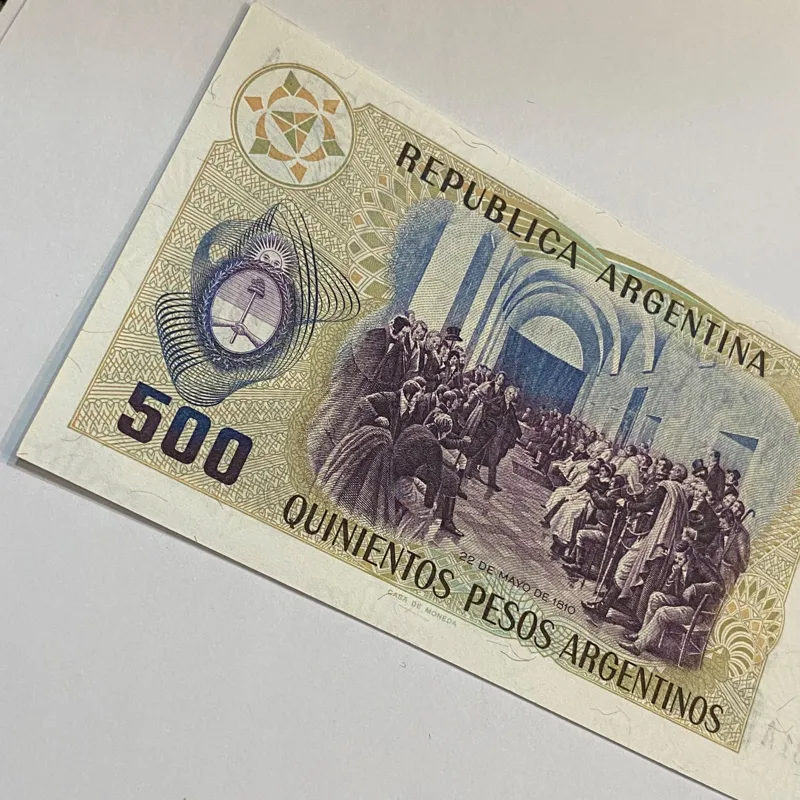 REPUBLICA ARGENTINA
500
22 DE MAYO DE 1810
QUINIENTOS PESOS ARGENTINOS
CASA DE MONEDA